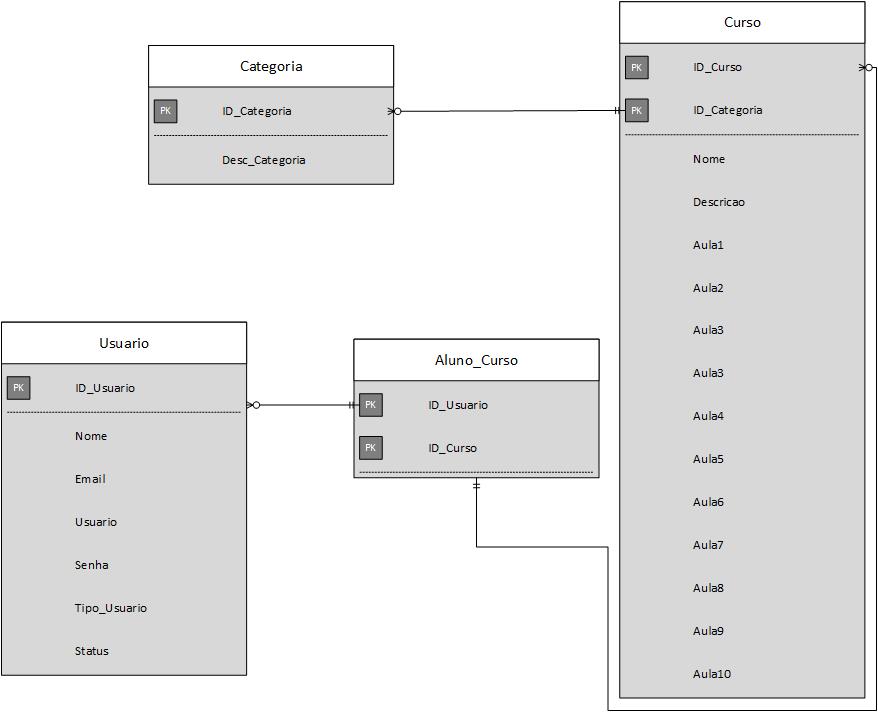 Categoria
PK ID_Categoria
Desc_Categoria
Curso
PK ID_Curso
PK ID_Categoria
Nome
Descricao
Aula1
Aula2
Aula3
Aula3
Aula4
Aula5
Aula6
Aula7
Aula8
Aula9
Aula10
Usuario
PK ID_Usuario
Nome
Email
Usuario
Senha
Tipo_Usuario
Status
Aluno_Curso
PK ID_Usuario
PK ID_Curso